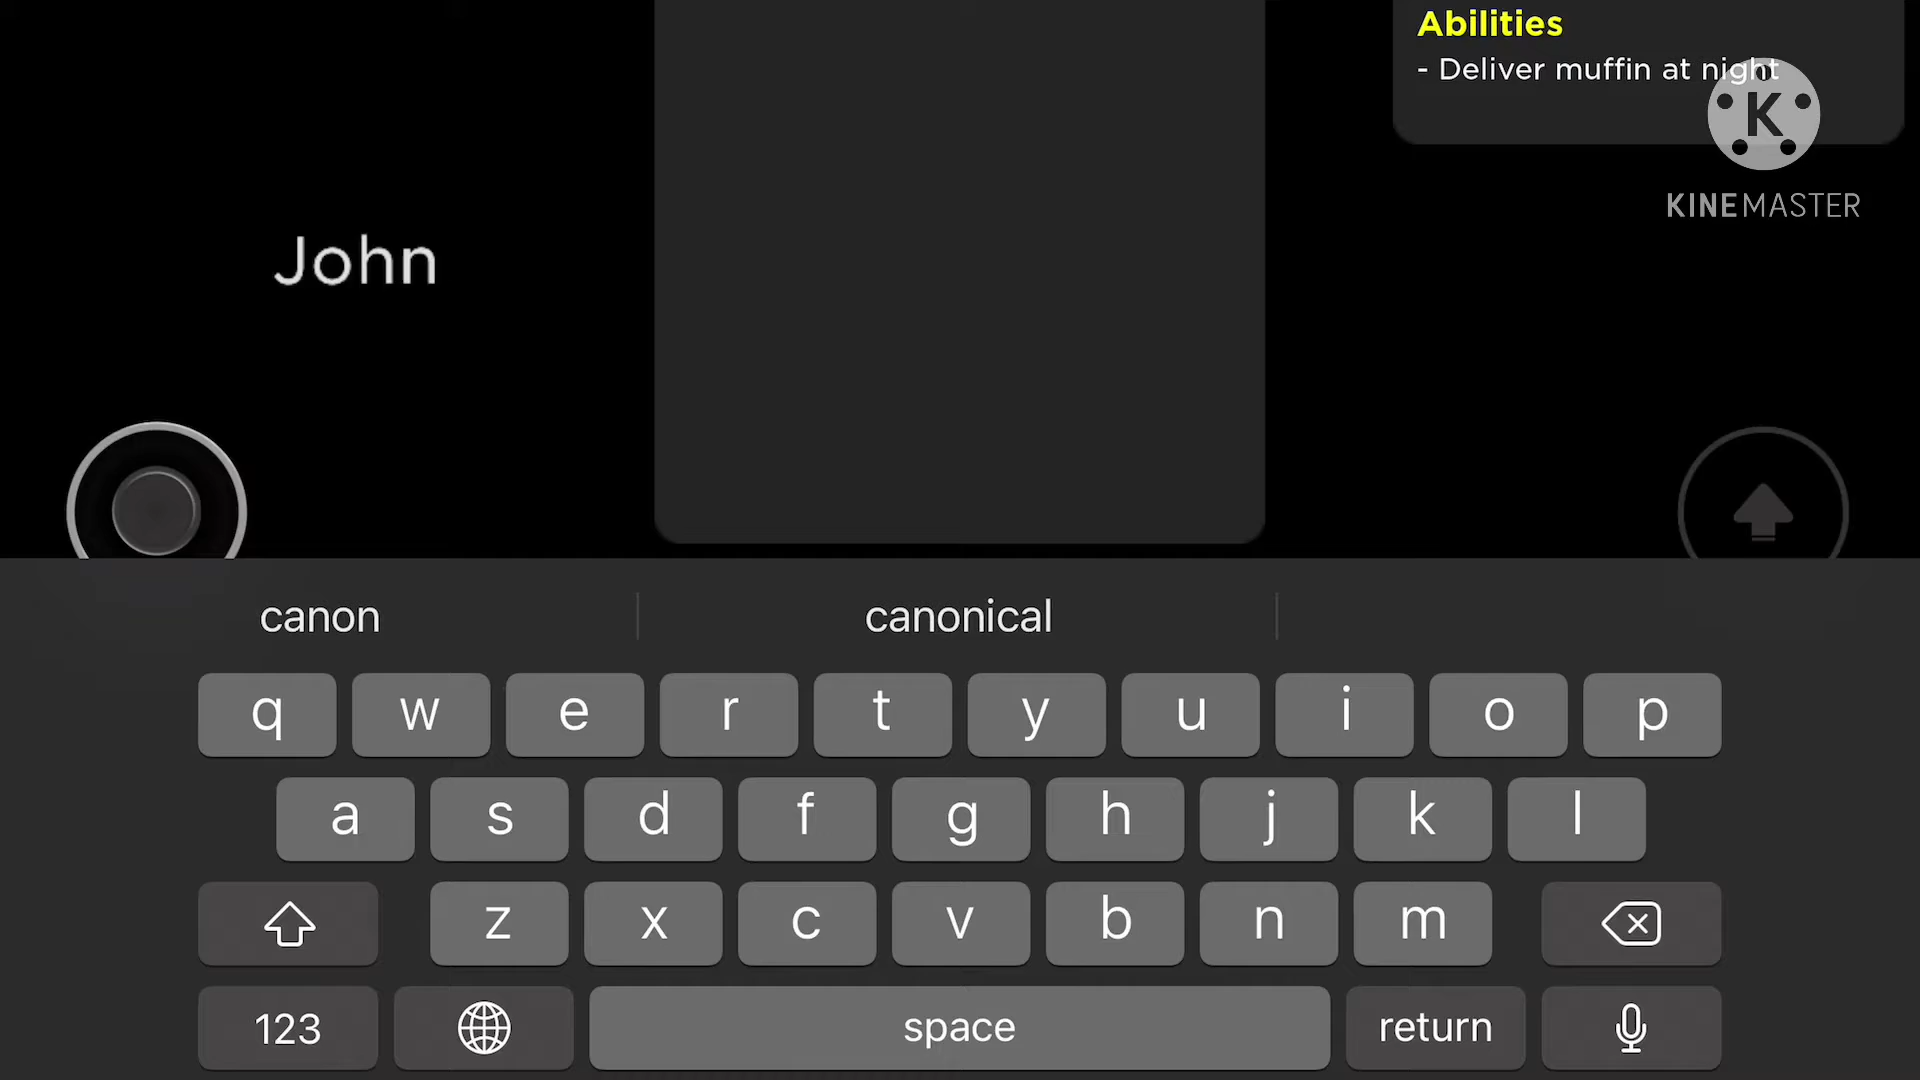 Abilities
- Deliver muffin at night
K
KINEMASTER
John
canon
canonical
q w e r t y u i o p
a s d f g h j k l
z x c v b n m
123
space
return